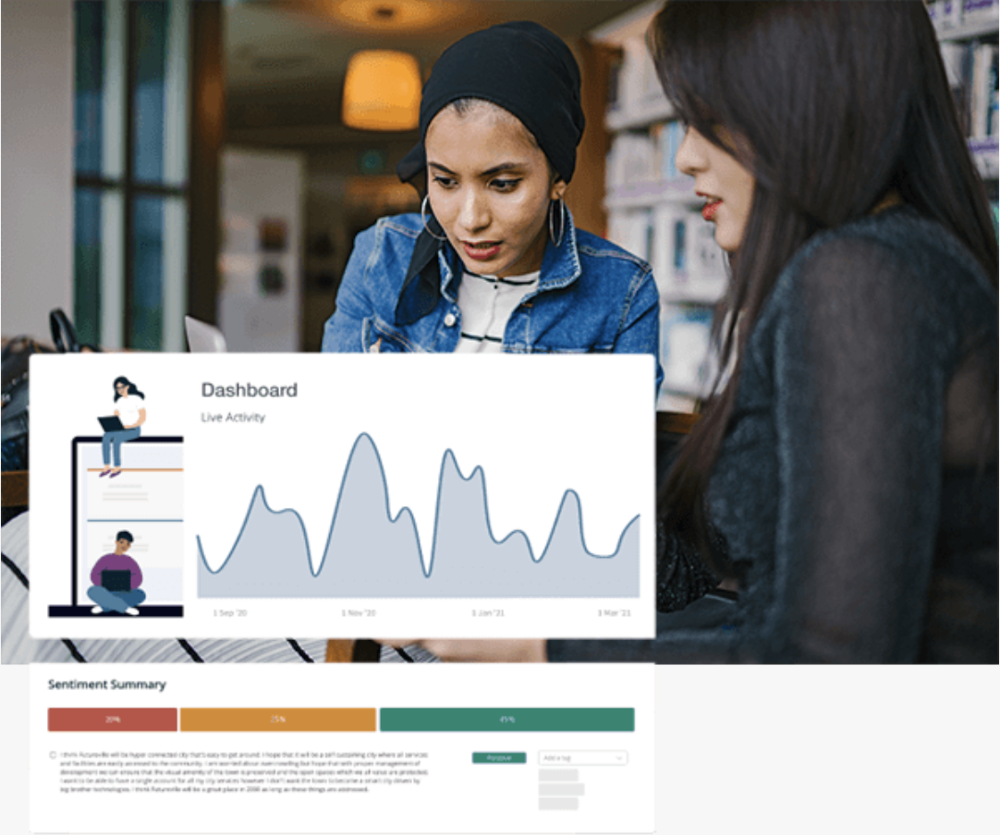 Dashboard
Live Activity
1 Sep '20
1 Nov '20
1 Jan '21
1 Mar '21
Sentiment Summary
20%
35%
45%
I think Futureville will be hyper connected city that's easy to get around. I hope that it will be a self sustaining city where all services
and facilities are easily accessed to the community. I am worried about overcrowding but hope that with proper management of
development we can ensure that the visual amenity of the town is preserved and the open spaces which we all value are protected.
I want to be able to have a single account for all my city services however I don't want the town to become a smart city driven by
big brother technologies. I think Futureville will be a great place in 2050 as long as these things are addressed.
Positive
Add a tag